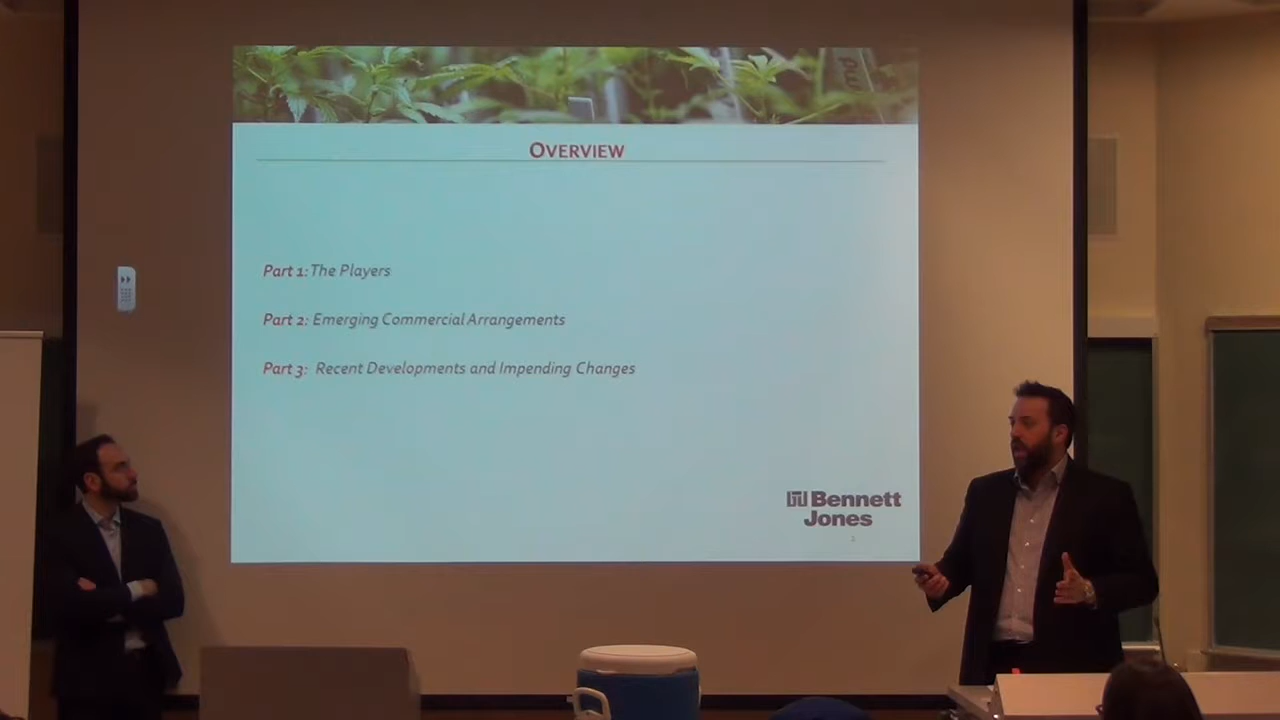 OVERVIEW
Part 1: The Players
Part 2: Emerging Commercial Arrangements
Part 3: Recent Developments and Impending Changes
Bennett
Jones